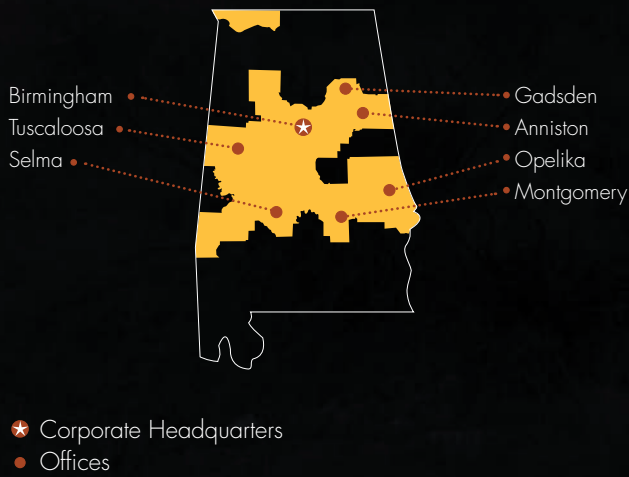 Birmingham
Tuscaloosa
Selma
Gadsden
Anniston
Opelika
Montgomery
Corporate Headquarters
Offices